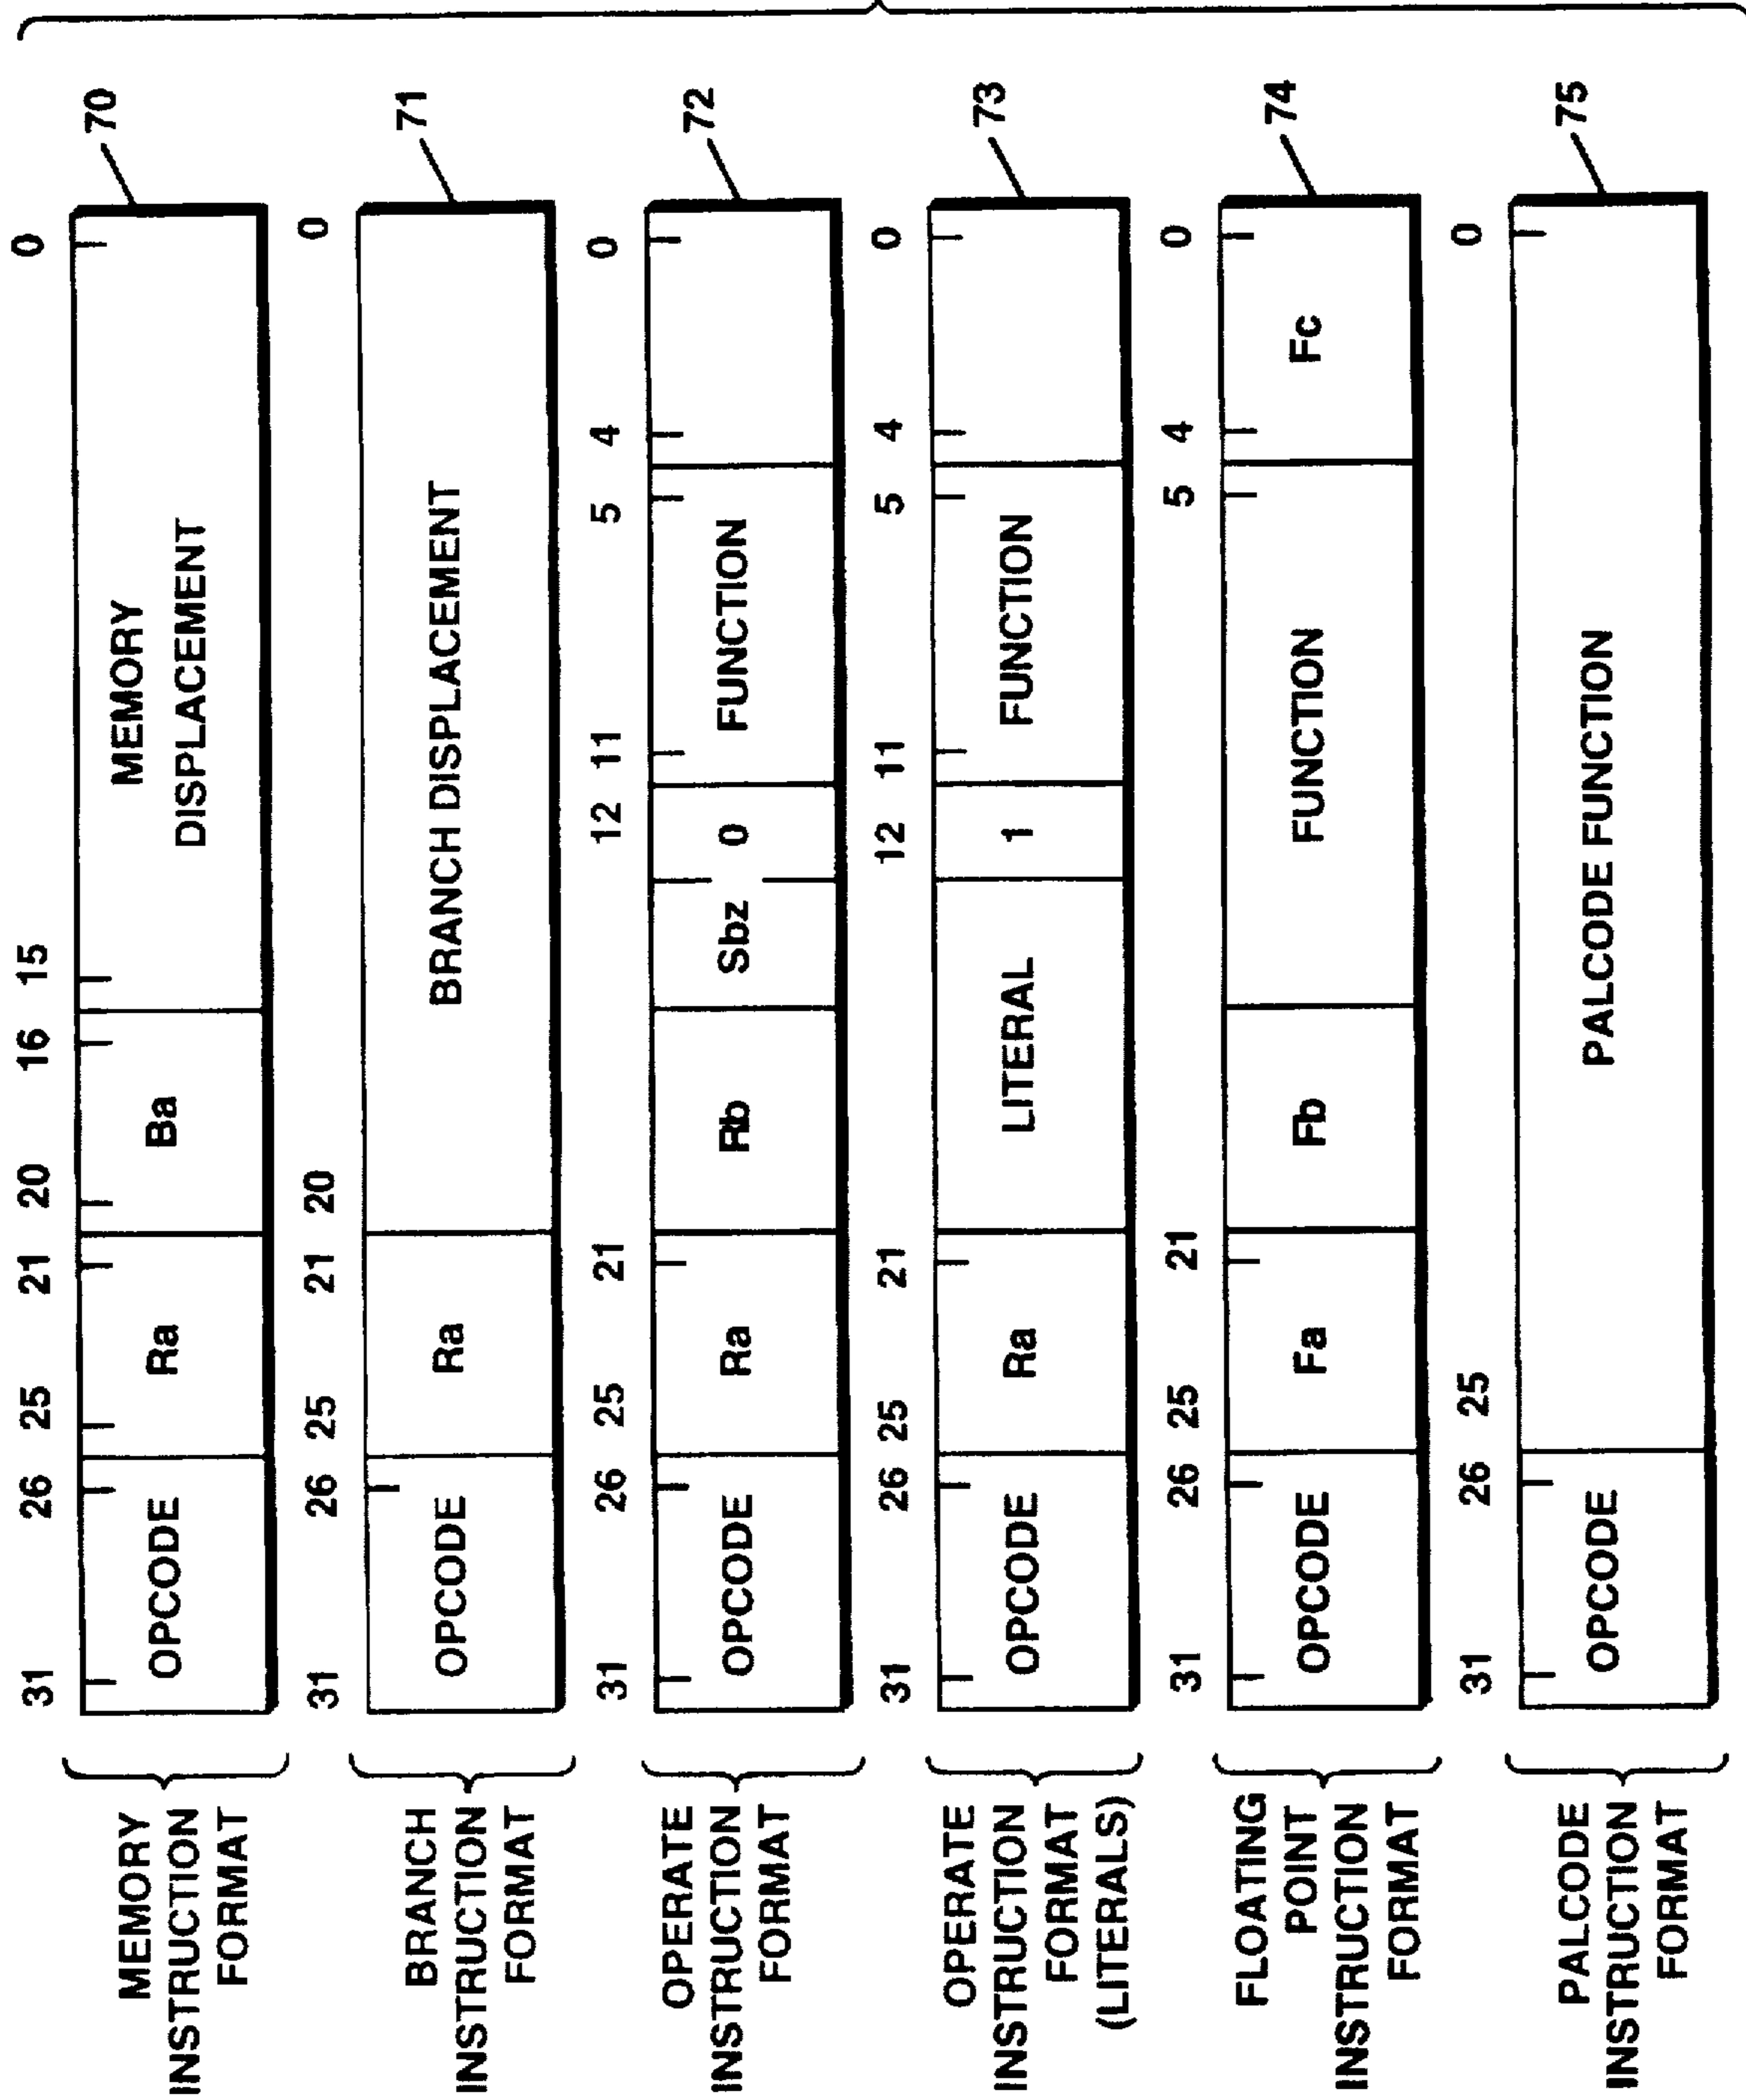 MEMORY
INSTRUCTION
FORMAT
31 26 25 21 20 16 15 0
OPCODE Ra Ba MEMORY
DISPLACEMENT
70
BRANCH
INSTRUCTION
FORMAT
31 26 25 21 20 0
OPCODE Ra BRANCH DISPLACEMENT
71
OPERATE
INSTRUCTION
FORMAT
31 26 25 21 12 11 5 4 0
OPCODE Ra Rb Sbz 0 FUNCTION
72
OPERATE
INSTRUCTION
FORMAT
(LITERALS)
31 26 25 21 12 11 5 4 0
OPCODE Ra LITERAL 1 FUNCTION
73
FLOATING
POINT
INSTRUCTION
FORMAT
31 26 25 21 5 4 0
OPCODE Fa Fb FUNCTION Fc
74
PALCODE
INSTRUCTION
FORMAT
31 26 25 0
OPCODE PALCODE FUNCTION
75